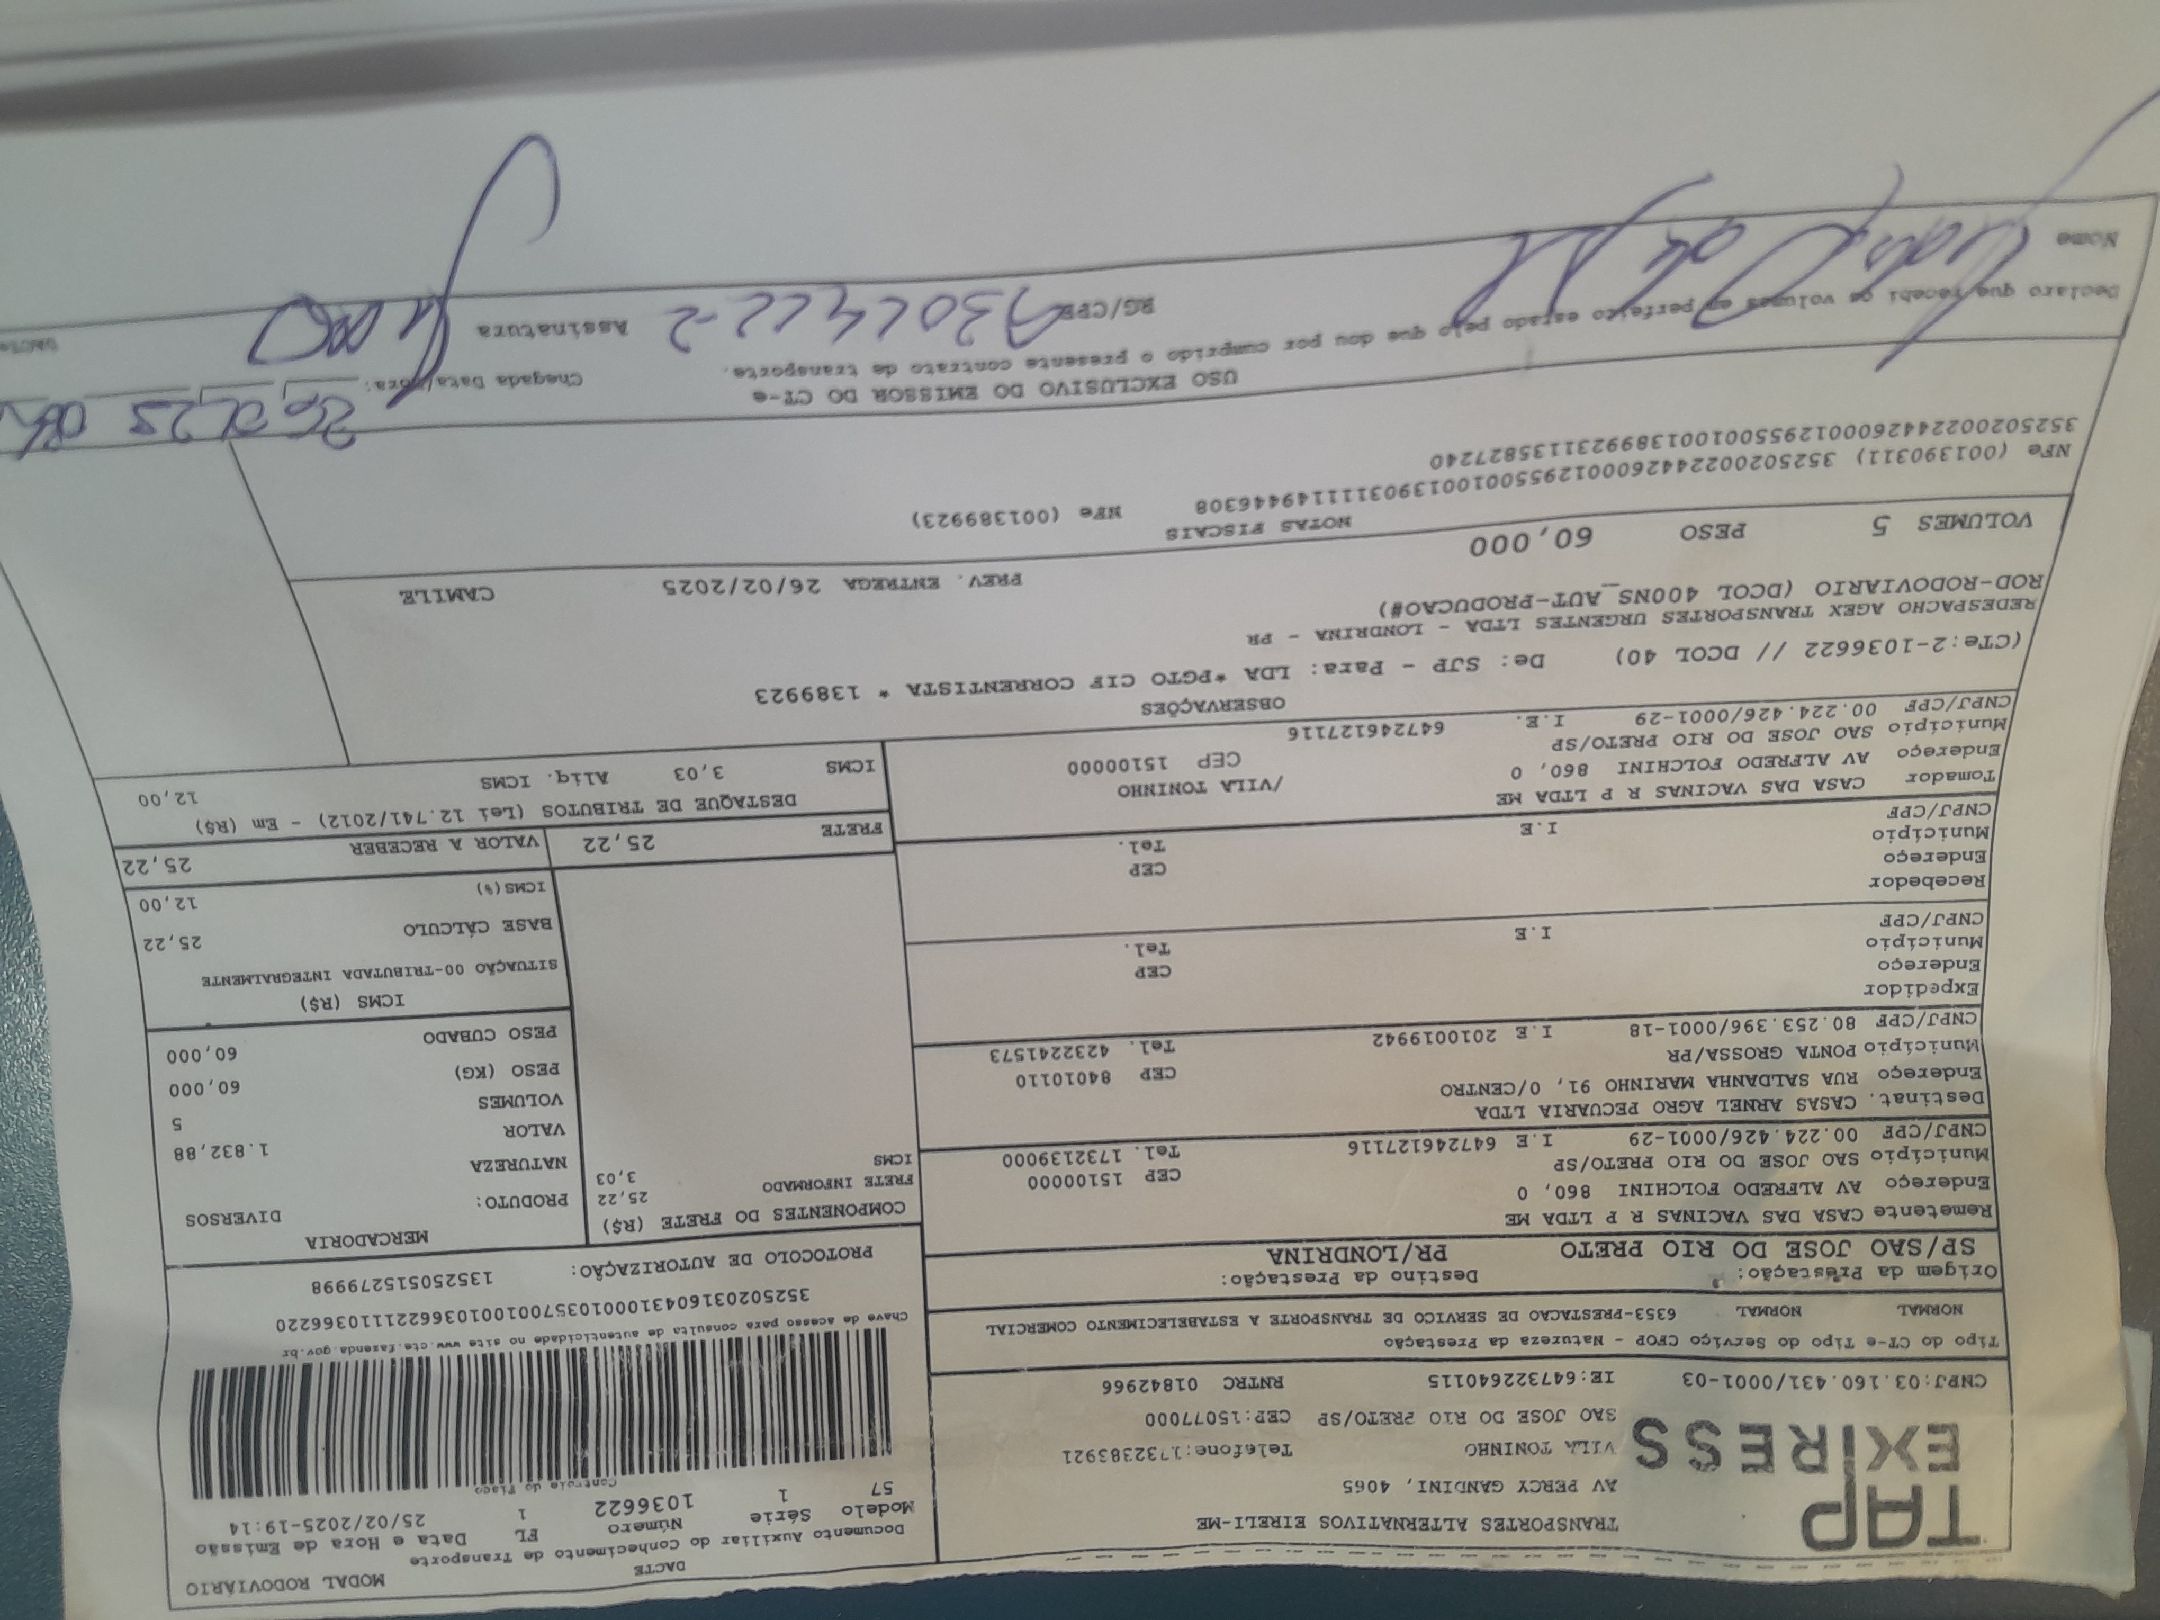 TAP
EXPRESS
TRANSPORTES ALTERNATIVOS EIRELI-ME
AV PERCY GANDINI, 4065
VILA TONINHO Telefone:1732383921
SAO JOSE DO RIO PRETO/SP CEP:15077000
CNPJ:03.160.431/0001-03 IE:647322640115 RNTRC 01842966
DACTE MODAL RODOVIÁRIO
Documento Auxiliar do Conhecimento de Transporte
Modelo Série Número FL Data e Hora de Emissão
57 1 1036622 1 25/02/2025-19:14
Controle do Fisco
Chave de acesso para consulta de autenticidade no site www.cte.fazenda.gov.br
35250203160431000103570010010366221110366220
PROTOCOLO DE AUTORIZAÇÃO: 135250515279998
Tipo do CT-e Tipo do Serviço CFOP - Natureza da Prestação
NORMAL NORMAL 6353-PRESTACAO DE SERVICO DE TRANSPORTE A ESTABELECIMENTO COMERCIAL
Origem da Prestação: Destino da Prestação:
SP/SAO JOSE DO RIO PRETO PR/LONDRINA
Remetente CASA DAS VACINAS R P LTDA ME
Endereço AV ALFREDO FOLCHINI 860, 0
Município SAO JOSE DO RIO PRETO/SP CEP 15100000
CNPJ/CPF 00.224.426/0001-29 I.E 647246127116 Tel. 1732139000
Destinat. CASAS ARNEL AGRO PECUARIA LTDA
Endereço RUA SALDANHA MARINHO 91, 0/CENTRO
Município PONTA GROSSA/PR CEP 84010110
CNPJ/CPF 80.253.396/0001-18 I.E 2010019942 Tel. 4232241573
Expedidor
Endereço
Município CEP
CNPJ/CPF I.E Tel.
Recebedor
Endereço
Município CEP
CNPJ/CPF I.E Tel.
Tomador CASA DAS VACINAS R P LTDA ME
Endereço AV ALFREDO FOLCHINI 860, 0 /VILA TONINHO
Município SAO JOSE DO RIO PRETO/SP CEP 15100000
CNPJ/CPF 00.224.426/0001-29 I.E. 647246127116
COMPONENTES DO FRETE (R$)
FRETE INFORMADO 25,22
ICMS 3,03
MERCADORIA
PRODUTO: DIVERSOS
NATUREZA
VALOR 1.832,88
VOLUMES 5
PESO (KG) 60,000
PESO CUBADO 60,000
ICMS (R$)
SITUAÇÃO 00-TRIBUTADA INTEGRALMENTE
BASE CÁLCULO 25,22
ICMS(%) 12,00
FRETE 25,22 VALOR A RECEBER 25,22
DESTAQUE DE TRIBUTOS (Lei 12.741/2012) - Em (R$)
ICMS 3,03 Aliq. ICMS 12,00
OBSERVAÇÕES
(CTe:2-1036622 // DCOL 40) De: SJP - Para: LDA *PGTO CIF CORRENTISTA * 1389923
REDESPACHO AGEX TRANSPORTES URGENTES LTDA - LONDRINA - PR
ROD-RODOVIARIO (DCOL 400NS_AUT-PRODUCAO#)
VOLUMES 5 PESO 60,000 PREV. ENTREGA 26/02/2025 CAMILE
NOTAS FISCAIS
NFe (001390311) 35250200224426000129550010013903111149446308 NFe (001389923)
35250200224426000129550010013899231135827240
USO EXCLUSIVO DO EMISSOR DO CT-e
Declaro que recebi os volumes em perfeito estado pelo que dou por cumprido o presente contrato de transporte.
Chegada Data/Hora:
Nome RG/CPF Assinatura